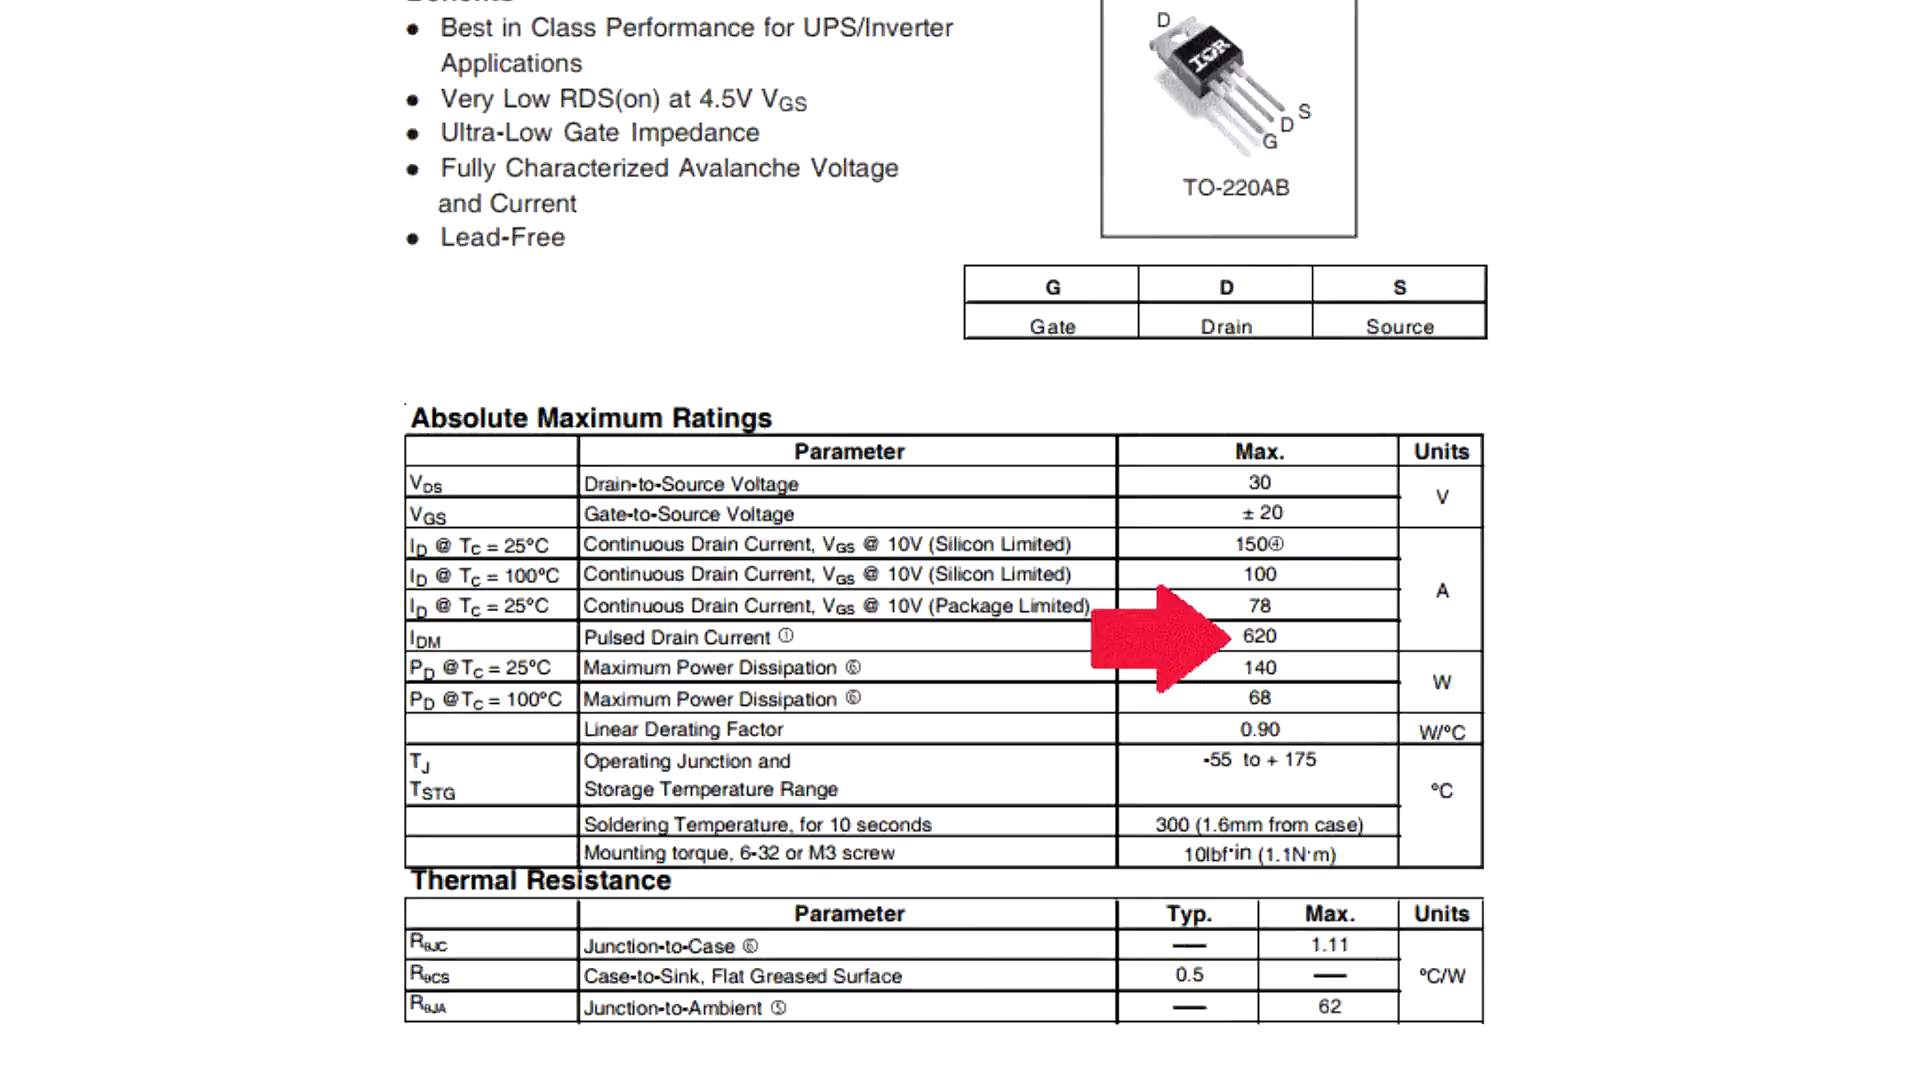 ● Best in Class Performance for UPS/Inverter
Applications
● Very Low RDS(on) at 4.5V VGS
● Ultra-Low Gate Impedance
● Fully Characterized Avalanche Voltage
and Current
● Lead-Free
D
IOR
S
D
G
TO-220AB
G D S
Gate Drain Source
Absolute Maximum Ratings
Parameter Max. Units
VDS Drain-to-Source Voltage 30 V
VGS Gate-to-Source Voltage ± 20
ID @ TC = 25°C Continuous Drain Current, VGS @ 10V (Silicon Limited) 150④ A
ID @ TC = 100°C Continuous Drain Current, VGS @ 10V (Silicon Limited) 100
ID @ TC = 25°C Continuous Drain Current, VGS @ 10V (Package Limited) 78
IDM Pulsed Drain Current ① 620
PD @TC = 25°C Maximum Power Dissipation ⑥ 140 W
PD @TC = 100°C Maximum Power Dissipation ⑥ 68
Linear Derating Factor 0.90 W/°C
TJ Operating Junction and -55 to + 175 °C
TSTG Storage Temperature Range
Soldering Temperature, for 10 seconds 300 (1.6mm from case)
Mounting torque, 6-32 or M3 screw 10lbf·in (1.1N·m)
Thermal Resistance
Parameter Typ. Max. Units
RθJC Junction-to-Case ⑥ — 1.11 °C/W
RθCS Case-to-Sink, Flat Greased Surface 0.5 —
RθJA Junction-to-Ambient ⑤ — 62